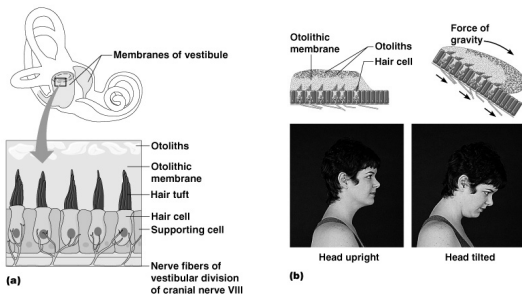 Membranes of vestibule
Otoliths
Otolithic
membrane
Hair tuft
Hair cell
Supporting cell
Nerve fibers of
vestibular division
of cranial nerve VIII
(a)
Otolithic
membrane
Otoliths
Hair cell
Force of
gravity
Head upright
Head tilted
(b)